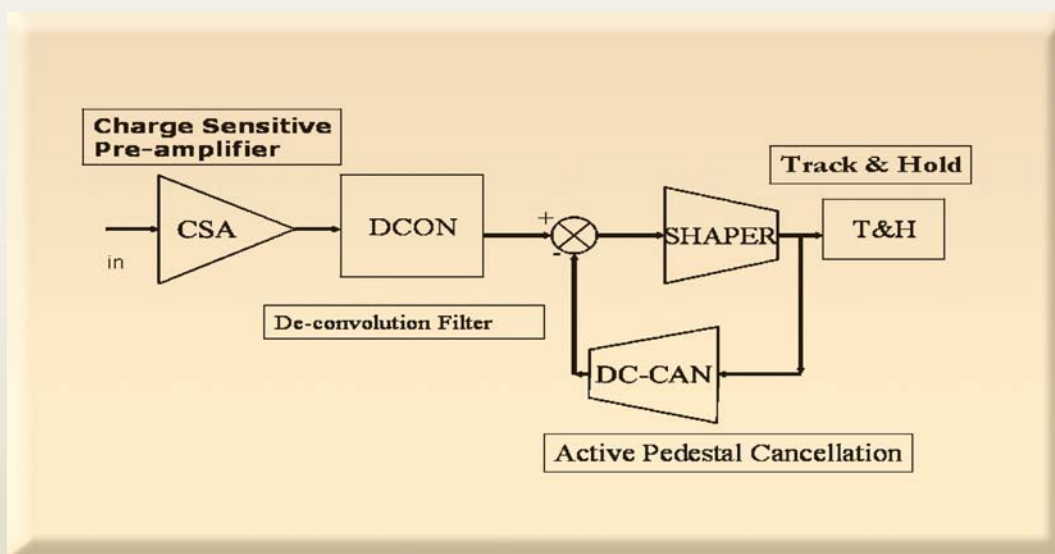 Charge Sensitive
Pre-amplifier
Track & Hold
in
CSA
DCON
+
-
SHAPER
T&H
De-convolution Filter
DC-CAN
Active Pedestal Cancellation